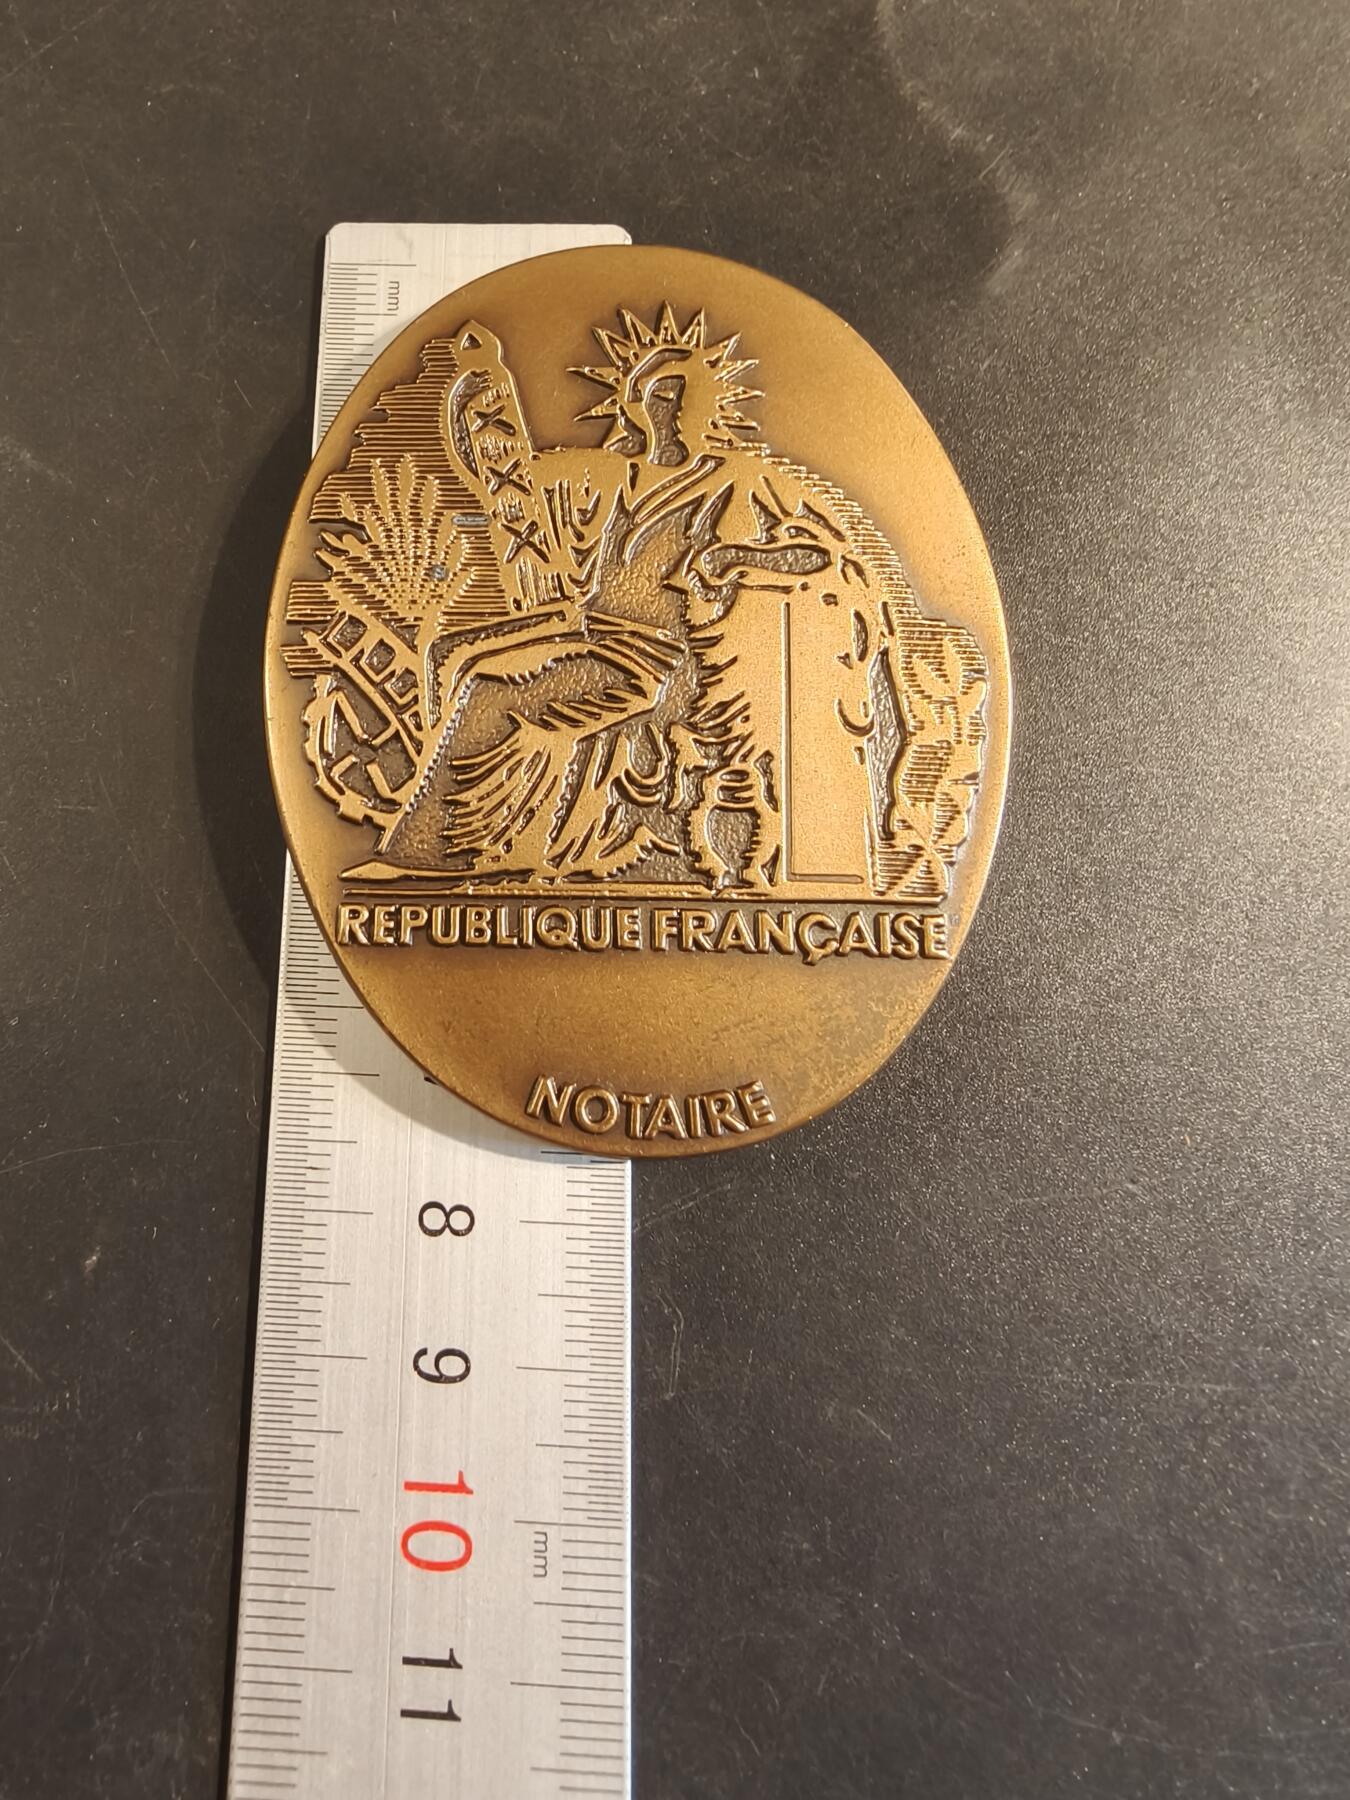 mm
REPUBLIQUE FRANÇAISE
NOTAIRE
8
9
10
mm
11